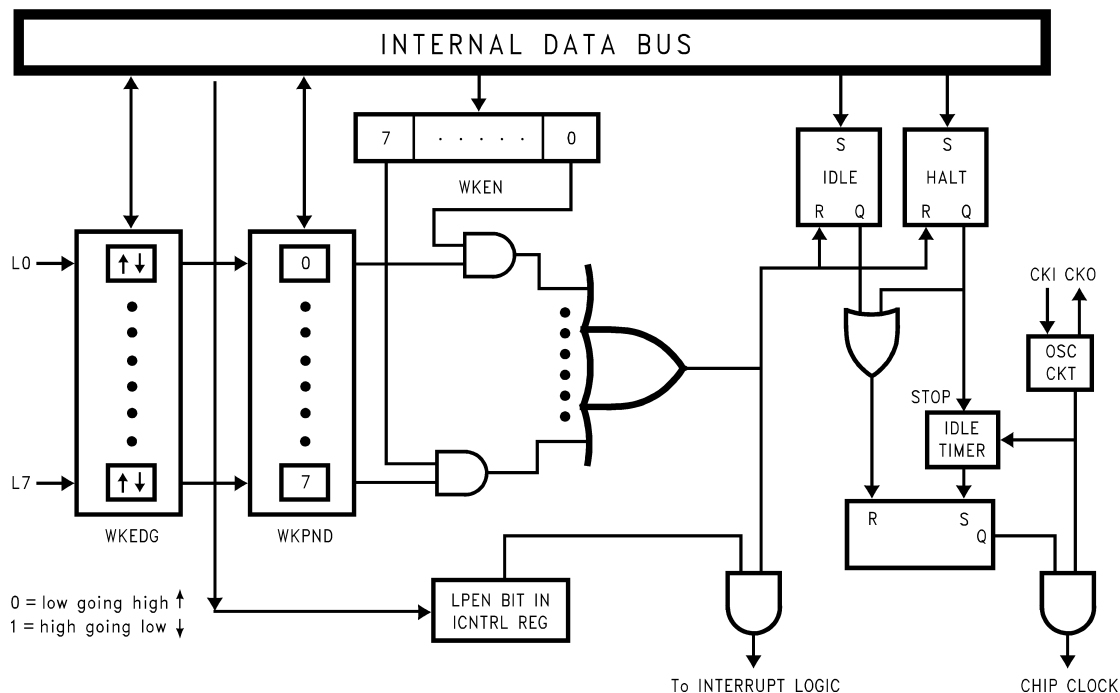 INTERNAL DATA BUS
7 . . . . . 0
WKEN
S
IDLE
R Q
S
HALT
R Q
L0
↑↓
0
CKI CKO
OSC
CKT
STOP
IDLE
TIMER
L7
↑↓
7
WKEDG
WKPND
R S
Q
LPEN BIT IN
ICNTRL REG
0 = low going high ↑
1 = high going low ↓
To INTERRUPT LOGIC
CHIP CLOCK